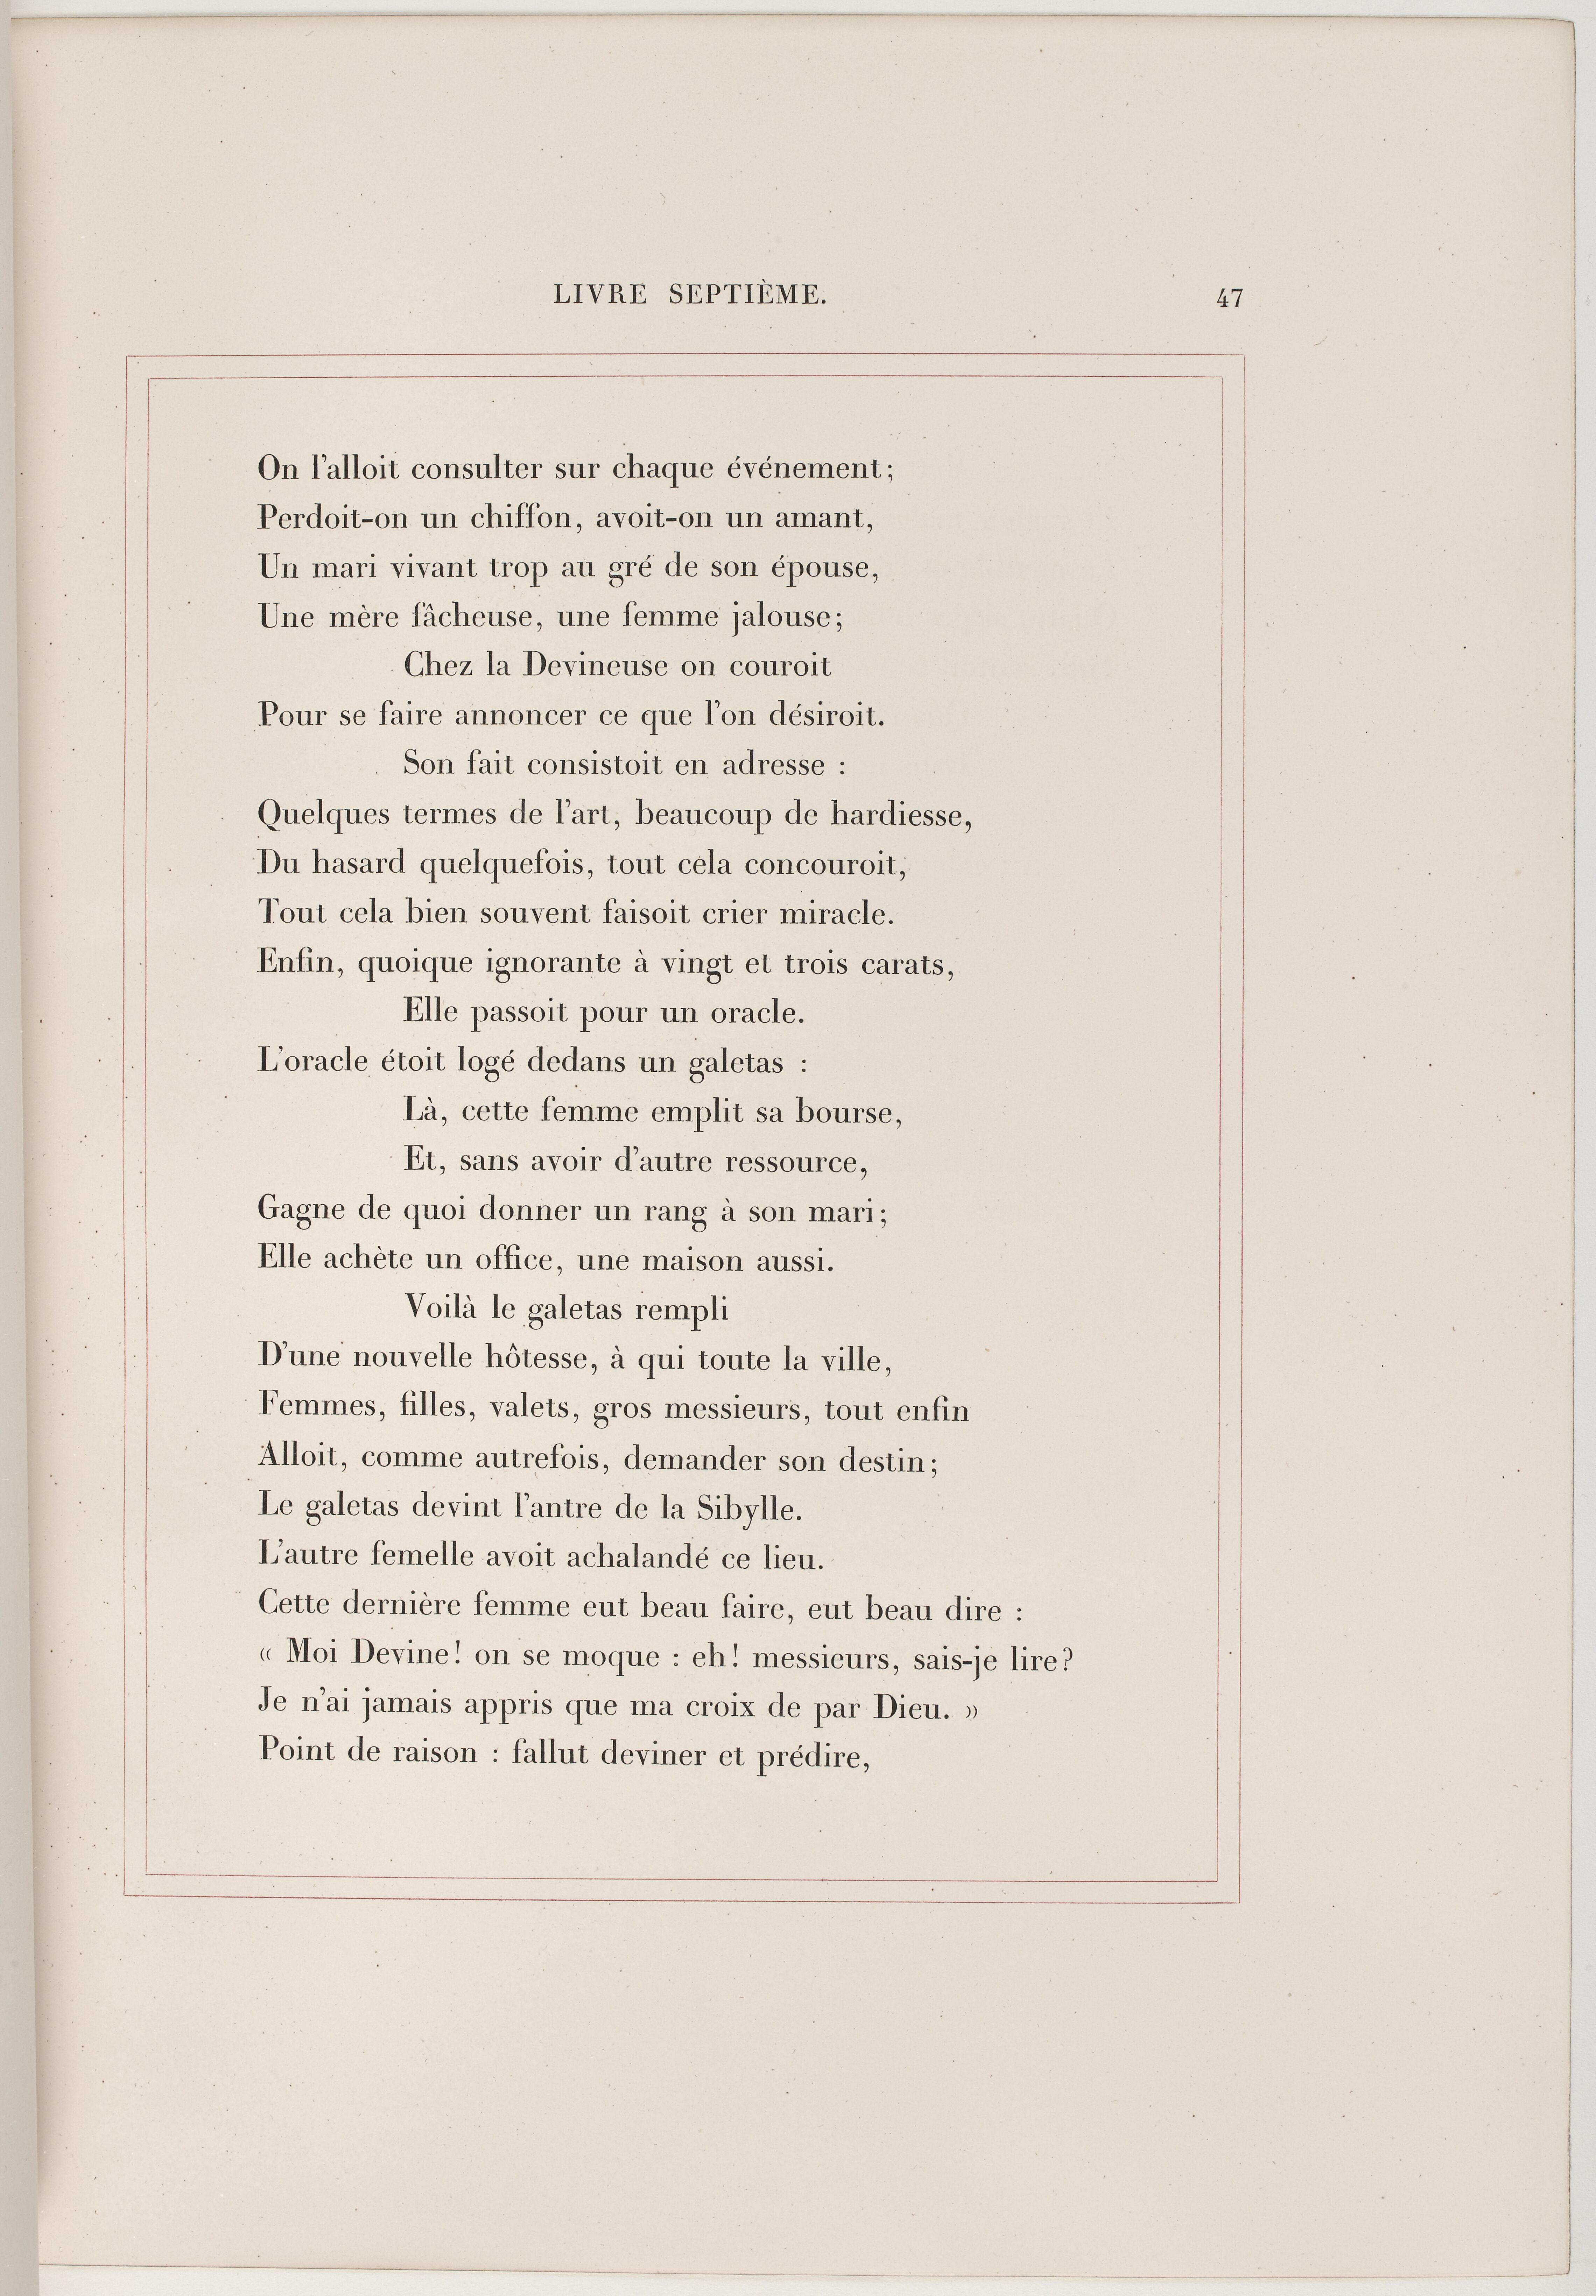 LIVRE SEPTIÈME.
47
On l'alloit consulter sur chaque événement;
Perdoit-on un chiffon, avoit-on un amant,
Un mari vivant trop au gré de son épouse,
Une mère fâcheuse, une femme jalouse;
Chez la Devineuse on couroit
Pour se faire annoncer ce que l'on désiroit.
Son fait consistoit en adresse :
Quelques termes de l'art, beaucoup de hardiesse,
Du hasard quelquefois, tout cela concouroit,
Tout cela bien souvent faisoit crier miracle.
Enfin, quoique ignorante à vingt et trois carats,
Elle passoit pour un oracle.
L'oracle étoit logé dedans un galetas :
Là, cette femme emplit sa bourse,
Et, sans avoir d'autre ressource,
Gagne de quoi donner un rang à son mari;
Elle achète un office, une maison aussi.
Voilà le galetas rempli
D'une nouvelle hôtesse, à qui toute la ville,
Femmes, filles, valets, gros messieurs, tout enfin
Alloit, comme autrefois, demander son destin;
Le galetas devint l'antre de la Sibylle.
L'autre femelle avoit achalandé ce lieu.
Cette dernière femme eut beau faire, eut beau dire :
« Moi Devine! on se moque : eh! messieurs, sais-je lire?
Je n'ai jamais appris que ma croix de par Dieu. »
Point de raison : fallut deviner et prédire,